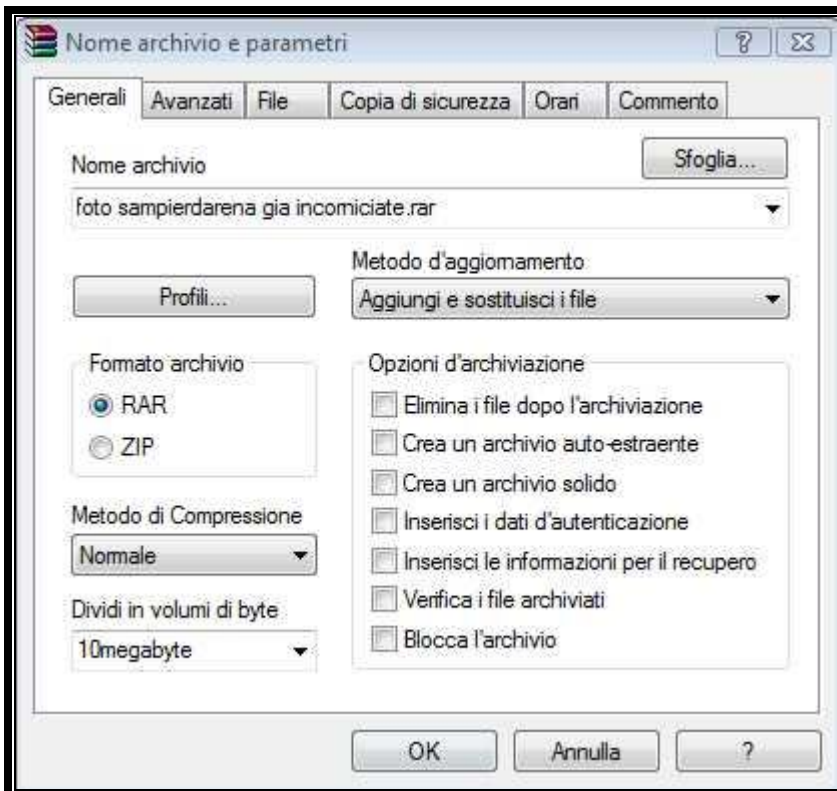 Nome archivio e parametri
Generali Avanzati File Copia di sicurezza Orari Commento
Nome archivio
Sfoglia...
foto sampierdarena gia incorniciate.rar
Metodo d'aggiornamento
Profili...
Aggiungi e sostituisci i file
Formato archivio
RAR
ZIP
Metodo di Compressione
Normale
Dividi in volumi di byte
10megabyte
Opzioni d'archiviazione
Elimina i file dopo l'archiviazione
Crea un archivio auto-estraente
Crea un archivio solido
Inserisci i dati d'autenticazione
Inserisci le informazioni per il recupero
Verifica i file archiviati
Blocca l'archivio
OK Annulla ?